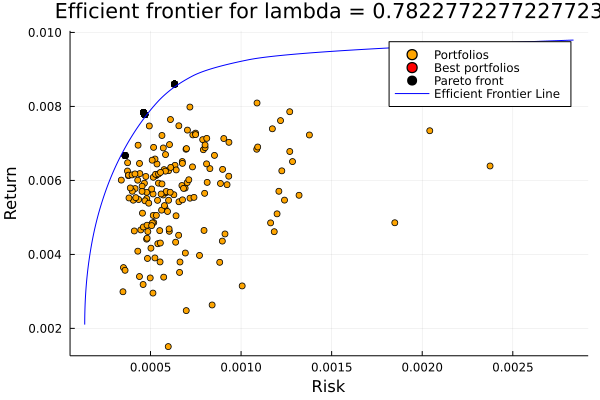 Efficient frontier for lambda = 0.7822772277227723
0.010
0.008
0.006
0.004
0.002
Return
Portfolios
Best portfolios
Pareto front
Efficient Frontier Line
0.0005 0.0010 0.0015 0.0020 0.0025
Risk